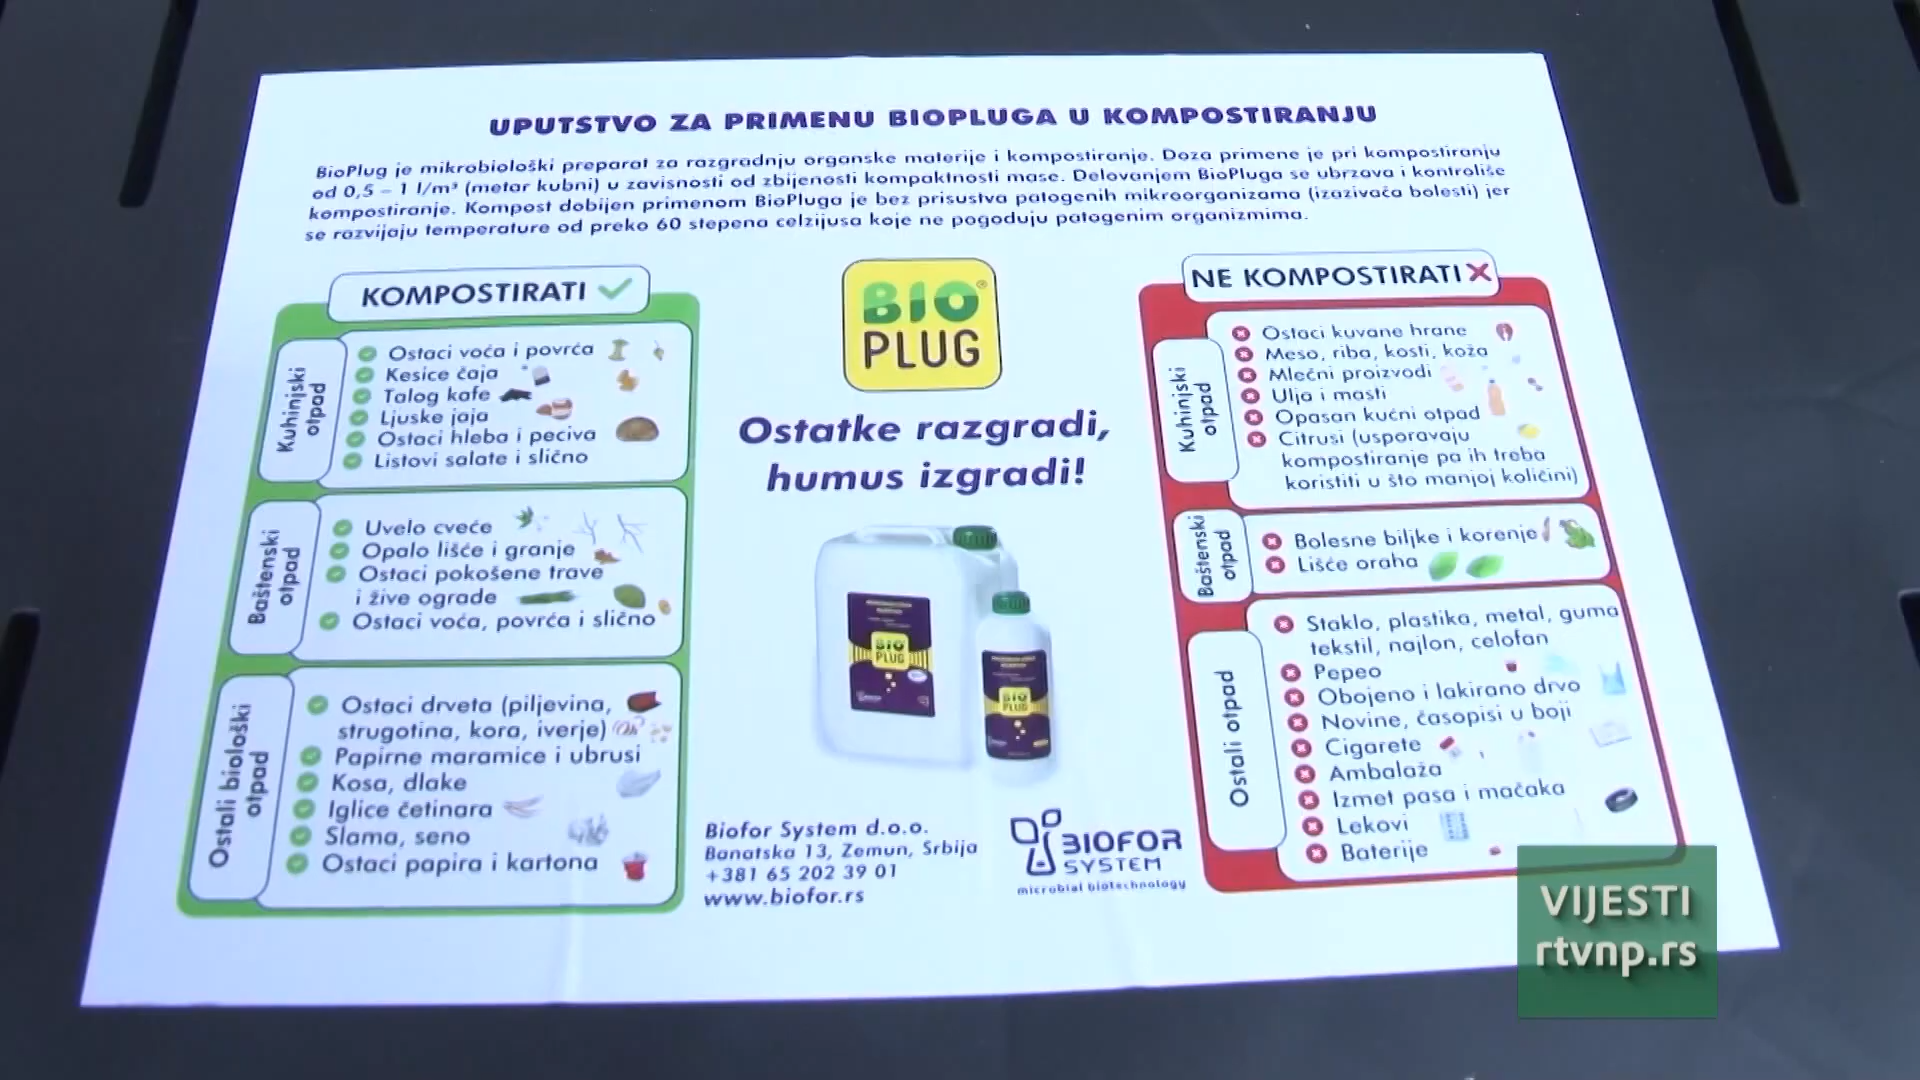 UPUTSTVO ZA PRIMENU BIOPLUGA U KOMPOSTIRANJU
BioPlug je mikrobiološki preparat za razgradnju organske materije i kompostiranje. Doza primene je pri kompostiranju
od 0,5 – 1 l/m³ (metar kubni) u zavisnosti od zbijenosti kompaktnosti mase. Delovanjem BioPluga se ubrzava i kontroliše
kompostiranje. Kompost dobijen primenom BioPluga je bez prisustva patogenih mikroorganizama (izazivača bolesti) jer
se razvijaju temperature od preko 60 stepena celzijusa koje ne pogoduju patogenim organizmima.
KOMPOSTIRATI
Kuhinjski
otpad
Ostaci voća i povrća
Kesice čaja
Talog kafe
Ljuske jaja
Ostaci hleba i peciva
Listovi salate i slično
Baštenski
otpad
Uvelo cveće
Opalo lišće i granje
Ostaci pokošene trave
i žive ograde
Ostaci voća, povrća i slično
Ostali biološki
otpad
Ostaci drveta (piljevina,
strugotina, kora, iverje)
Papirne maramice i ubrusi
Kosa, dlake
Iglice četinara
Slama, seno
Ostaci papira i kartona
BIO®
PLUG
Ostatke razgradi,
humus izgradi!
BIO
PLUG
BIO
PLUG
Biofor System d.o.o.
Banatska 13, Zemun, Srbija
+381 65 202 39 01
www.biofor.rs
BIOFOR
SYSTEM
microbial biotechnology
NE KOMPOSTIRATI
Kuhinjski
otpad
Ostaci kuvane hrane
Meso, riba, kosti, koža
Mlečni proizvodi
Ulja i masti
Opasan kućni otpad
Citrusi (usporavaju
kompostiranje pa ih treba
koristiti u što manjoj količini)
Baštenski
otpad
Bolesne biljke i korenje
Lišće oraha
Ostali otpad
Staklo, plastika, metal, guma
tekstil, najlon, celofan
Pepeo
Obojeno i lakirano drvo
Novine, časopisi u boji
Cigarete
Ambalaža
Izmet pasa i mačaka
Lekovi
Baterije
VIJESTI
rtvnp.rs